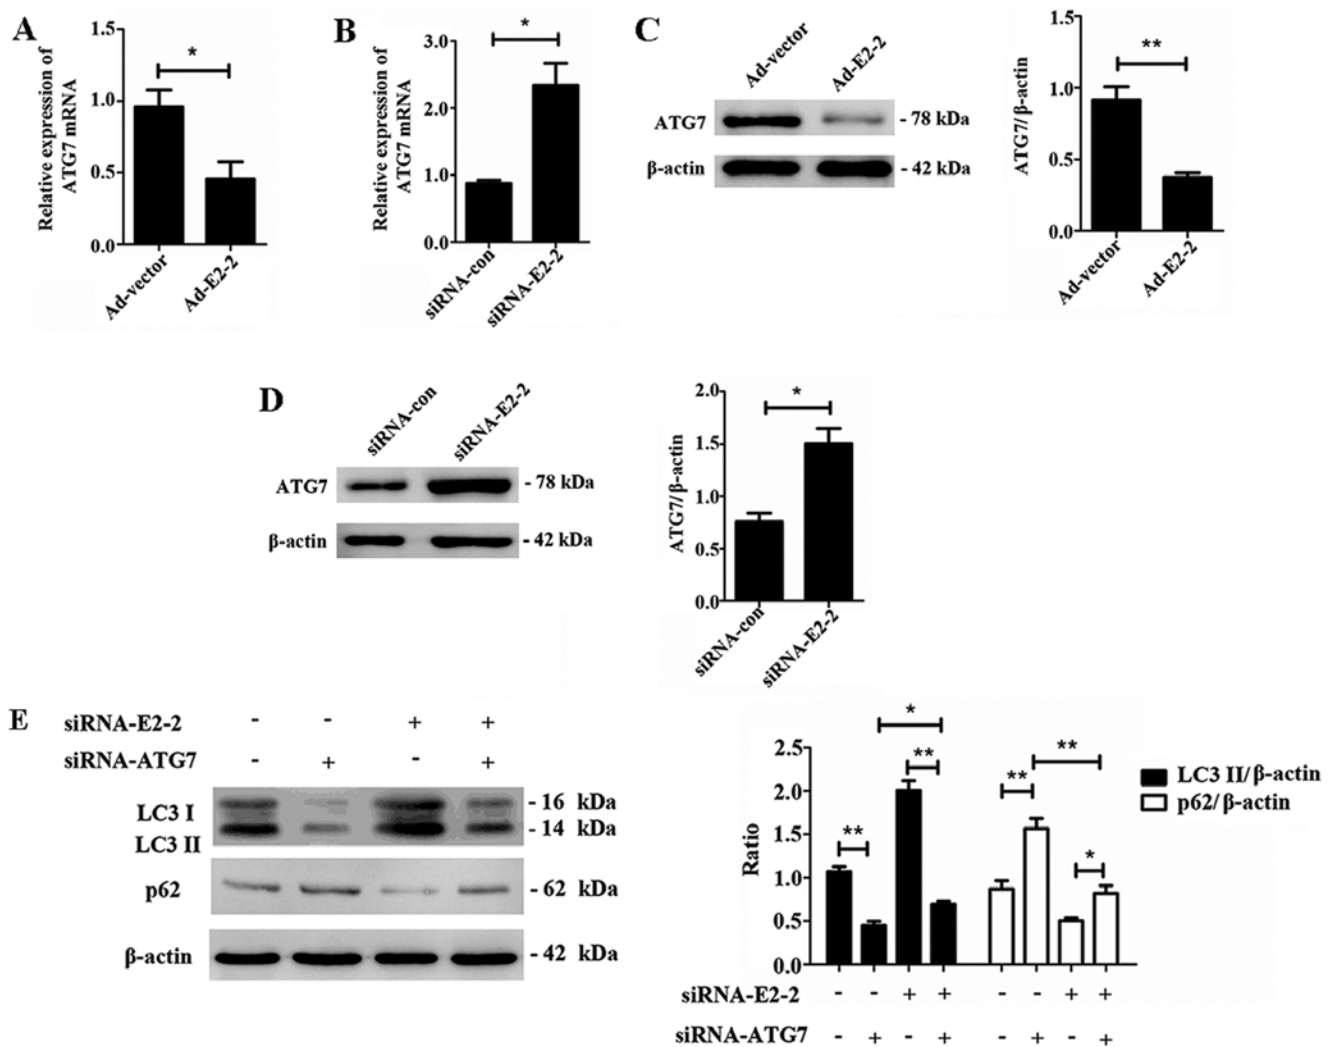 A
Relative expression of
ATG7 mRNA
1.5
1.0
0.5
0.0
*
Ad-vector
Ad-E2-2
B
Relative expression of
ATG7 mRNA
3.0
2.0
1.0
0.0
*
siRNA-con
siRNA-E2-2
C
Ad-vector
Ad-E2-2
ATG7
- 78 kDa
β-actin
- 42 kDa
ATG7/β-actin
1.5
1.0
0.5
0.0
**
Ad-vector
Ad-E2-2
D
siRNA-con
siRNA-E2-2
ATG7
- 78 kDa
β-actin
- 42 kDa
ATG7/β-actin
2.0
1.5
1.0
0.5
0.0
*
siRNA-con
siRNA-E2-2
E
siRNA-E2-2 - - + +
siRNA-ATG7 - + - +
LC3 I
- 16 kDa
LC3 II
- 14 kDa
p62
- 62 kDa
β-actin
- 42 kDa
Ratio
2.5
2.0
1.5
1.0
0.5
0.0
*
**
**
**
**
*
LC3 II/β-actin
p62/β-actin
siRNA-E2-2 - - + + - - + +
siRNA-ATG7 - + - + - + - +